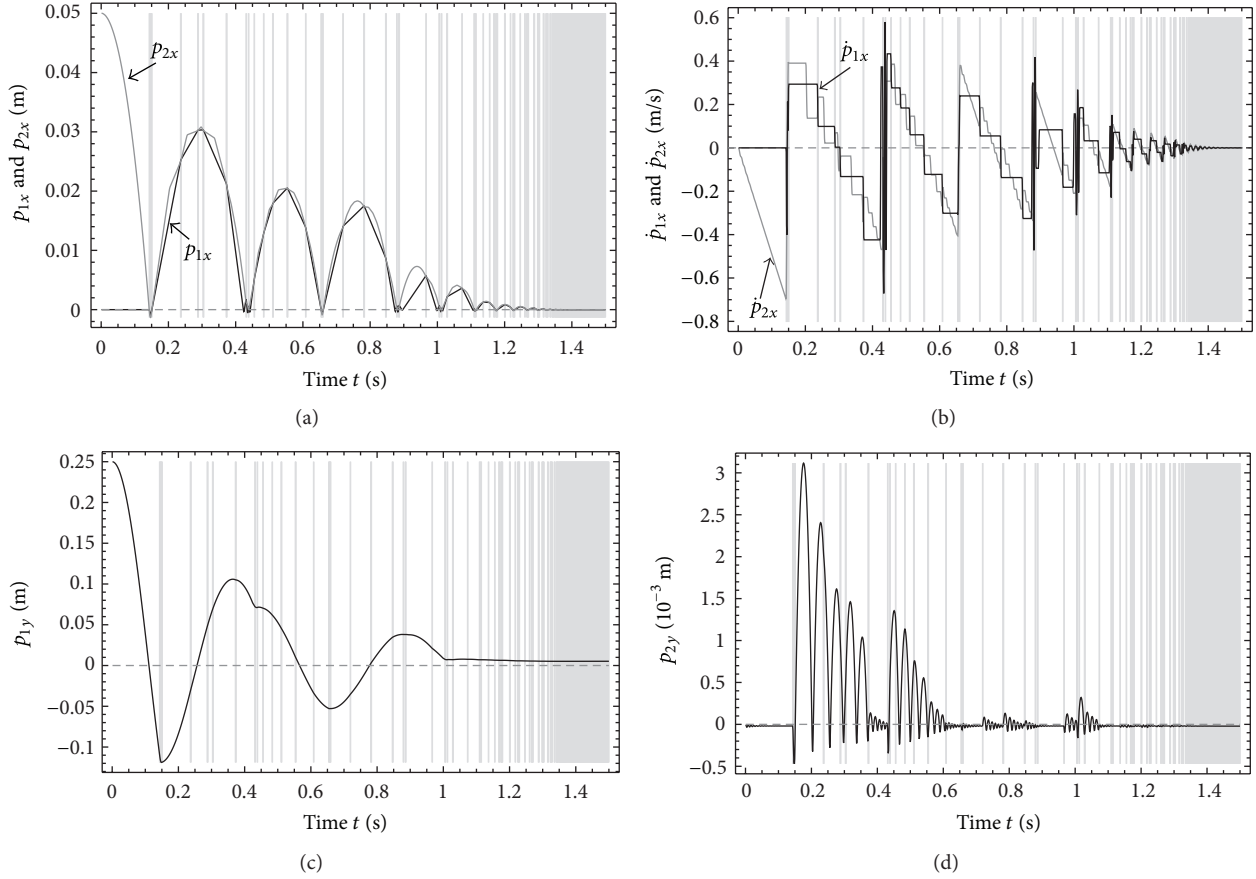 0.05
0.04
0.03
0.02
0.01
0
p1x and p2x (m)
p2x
p1x
0 0.2 0.4 0.6 0.8 1 1.2 1.4
Time t (s)
(a)
0.6
0.4
0.2
0
−0.2
−0.4
−0.6
−0.8
ṗ1x and ṗ2x (m/s)
ṗ1x
ṗ2x
0 0.2 0.4 0.6 0.8 1 1.2 1.4
Time t (s)
(b)
0.25
0.2
0.15
0.1
0.05
0
−0.05
−0.1
p1y (m)
0 0.2 0.4 0.6 0.8 1 1.2 1.4
Time t (s)
(c)
3
2.5
2
1.5
1
0.5
0
−0.5
p2y (10−3 m)
0 0.2 0.4 0.6 0.8 1 1.2 1.4
Time t (s)
(d)